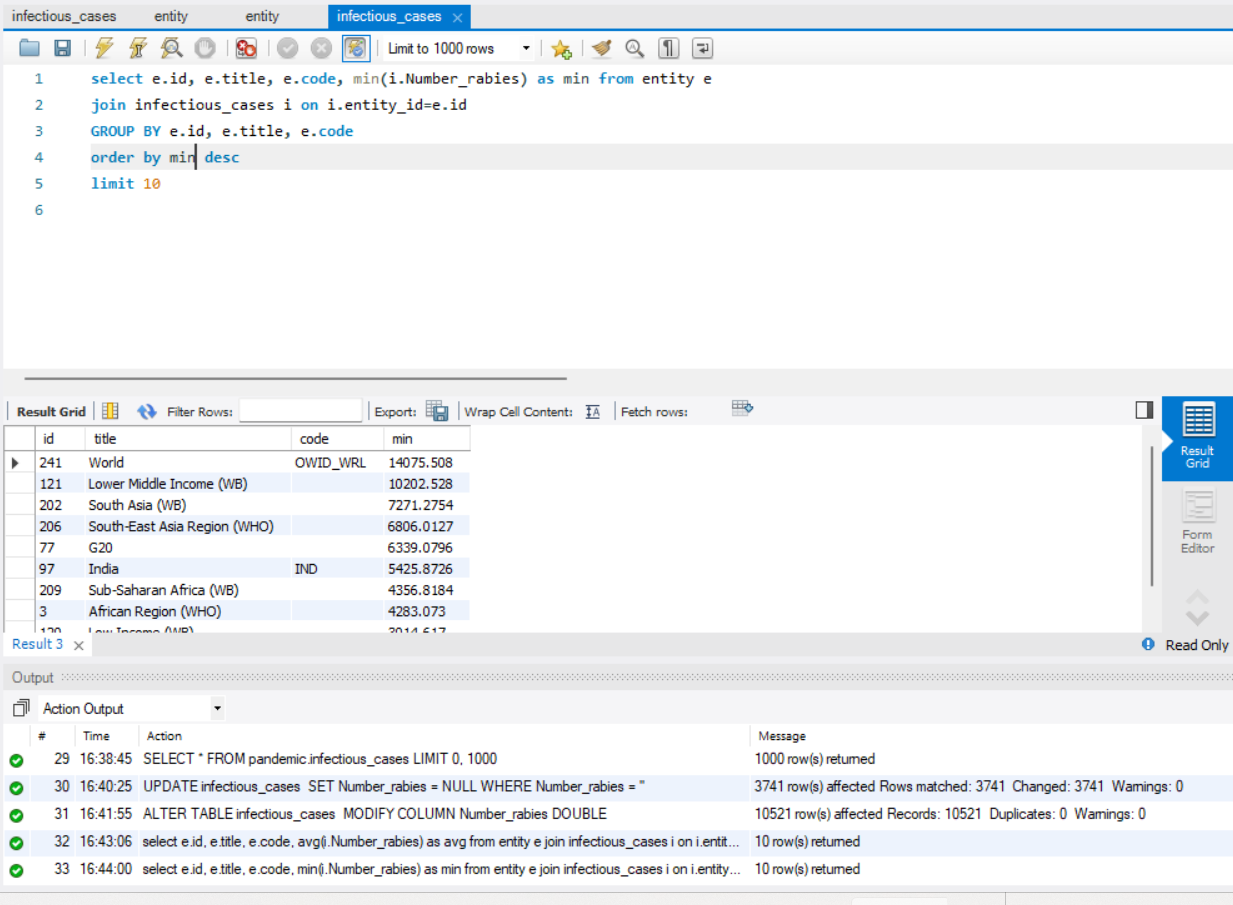 infectious_cases entity entity infectious_cases
Limit to 1000 rows
1 select e.id, e.title, e.code, min(i.Number_rabies) as min from entity e
2 join infectious_cases i on i.entity_id=e.id
3 GROUP BY e.id, e.title, e.code
4 order by min desc
5 limit 10
6
Result Grid Filter Rows: Export: Wrap Cell Content: Fetch rows:
id title code min
241 World OWID_WRL 14075.508
121 Lower Middle Income (WB) 10202.528
202 South Asia (WB) 7271.2754
206 South-East Asia Region (WHO) 6806.0127
77 G20 6339.0796
97 India IND 5425.8726
209 Sub-Saharan Africa (WB) 4356.8184
3 African Region (WHO) 4283.073
Low Income (WB)
Result Grid
Form Editor
Result 3 Read Only
Output
Action Output
# Time Action Message
29 16:38:45 SELECT * FROM pandemic.infectious_cases LIMIT 0, 1000 1000 row(s) returned
30 16:40:25 UPDATE infectious_cases SET Number_rabies = NULL WHERE Number_rabies = '' 3741 row(s) affected Rows matched: 3741 Changed: 3741 Warnings: 0
31 16:41:55 ALTER TABLE infectious_cases MODIFY COLUMN Number_rabies DOUBLE 10521 row(s) affected Records: 10521 Duplicates: 0 Warnings: 0
32 16:43:06 select e.id, e.title, e.code, avg(i.Number_rabies) as avg from entity e join infectious_cases i on i.entit... 10 row(s) returned
33 16:44:00 select e.id, e.title, e.code, min(i.Number_rabies) as min from entity e join infectious_cases i on i.entity... 10 row(s) returned